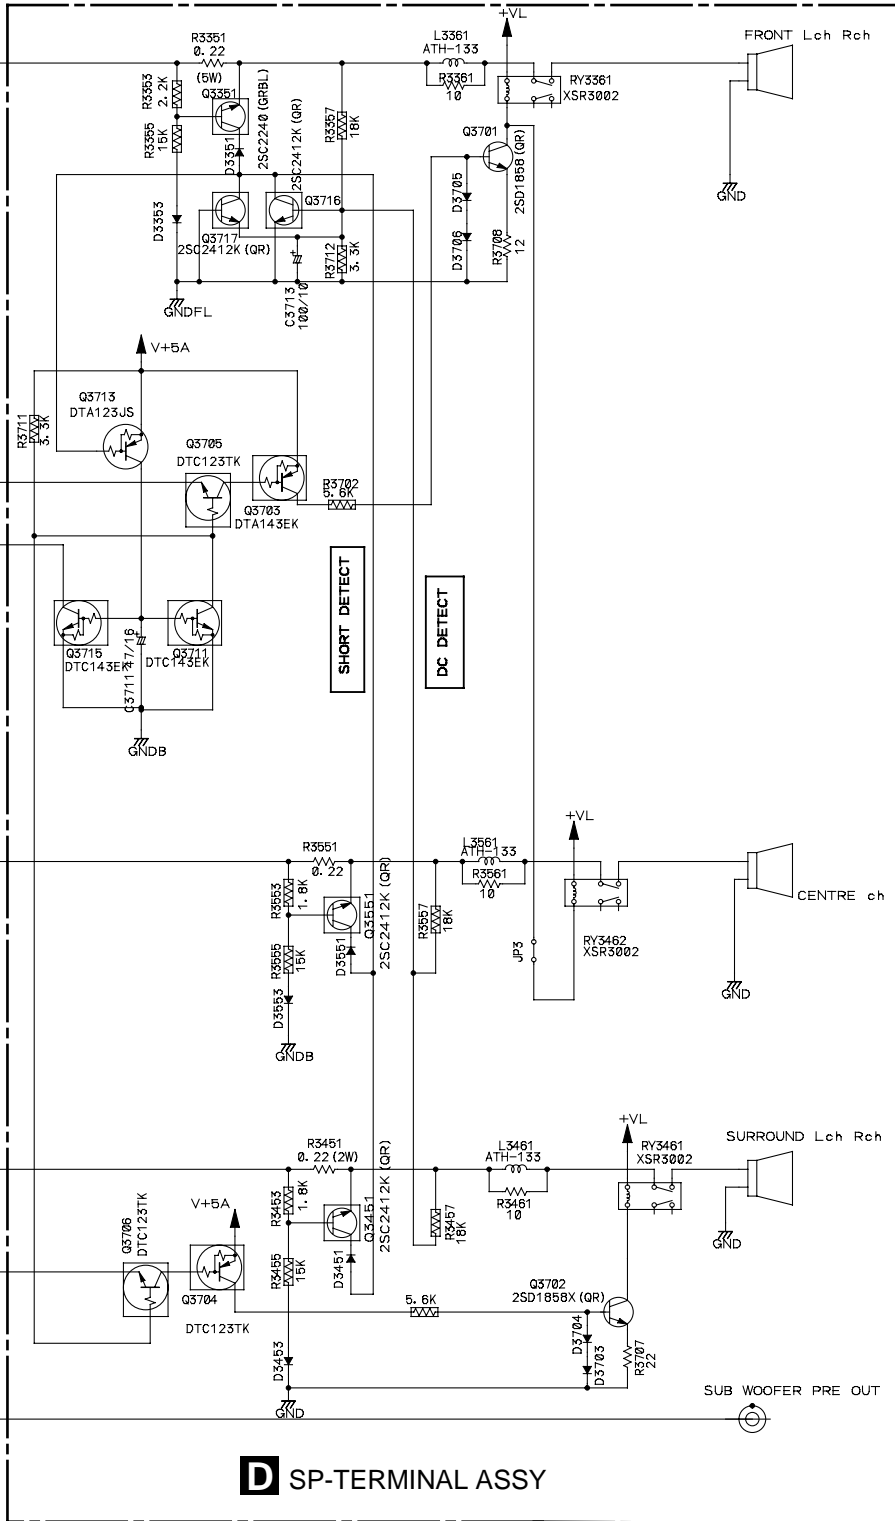 +VL
L3361
ATH-133
R3361
10
RY3361
XSR3002
FRONT Lch Rch
R3351
0.22
(5W)
R3353
2.2K
Q3351
2SC2240(GRBL)
R3355
15K
D3351
2SC2412K(QR)
R3357
18K
Q3701
2SD1858(QR)
GND
D3705
Q3716
D3353
Q3717
2SC2412K(QR)
D3706
R3708
12
R3712
3.3K
C3713
100/10
GNDFL
V+5A
Q3713
DTA123JS
R3711
3.3K
Q3705
DTC123TK
R3702
5.6K
Q3703
DTA143EK
SHORT DETECT
DC DETECT
Q3715
DTC143EK
C3711 47/16
Q3711
DTC143EK
GNDB
+VL
L3561
ATH-133
R3561
10
R3551
0.22
R3553
1.8K
Q3551
2SC2412K(QR)
R3557
18K
CENTRE ch
RY3462
XSR3002
JP3
R3555
15K
D3551
D3553
GND
GNDB
+VL
SURROUND Lch Rch
RY3461
XSR3002
L3461
ATH-133
R3461
10
R3451
0.22(2W)
R3453
1.8K
Q3451
2SC2412K(QR)
R3457
18K
V+5A
Q3706
DTC123TK
GND
R3455
15K
D3451
Q3704
DTC123TK
5.6K
Q3702
2SD1858X(QR)
D3704
D3703
R3707
22
D3453
GND
SUB WOOFER PRE OUT
D SP-TERMINAL ASSY